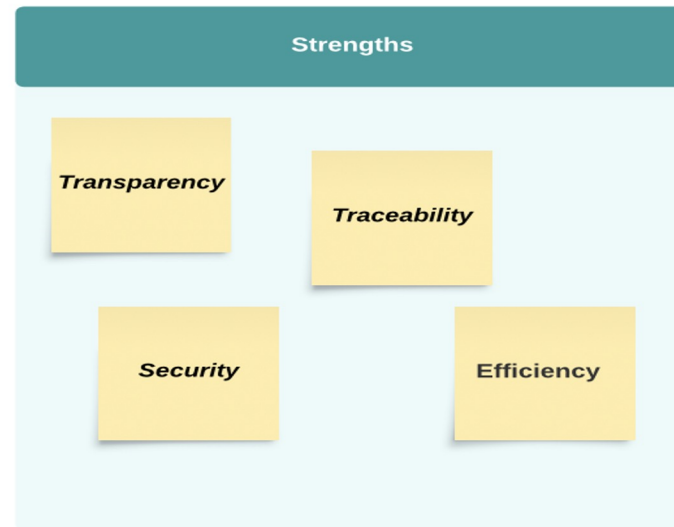 Strengths
Transparency
Traceability
Security
Efficiency